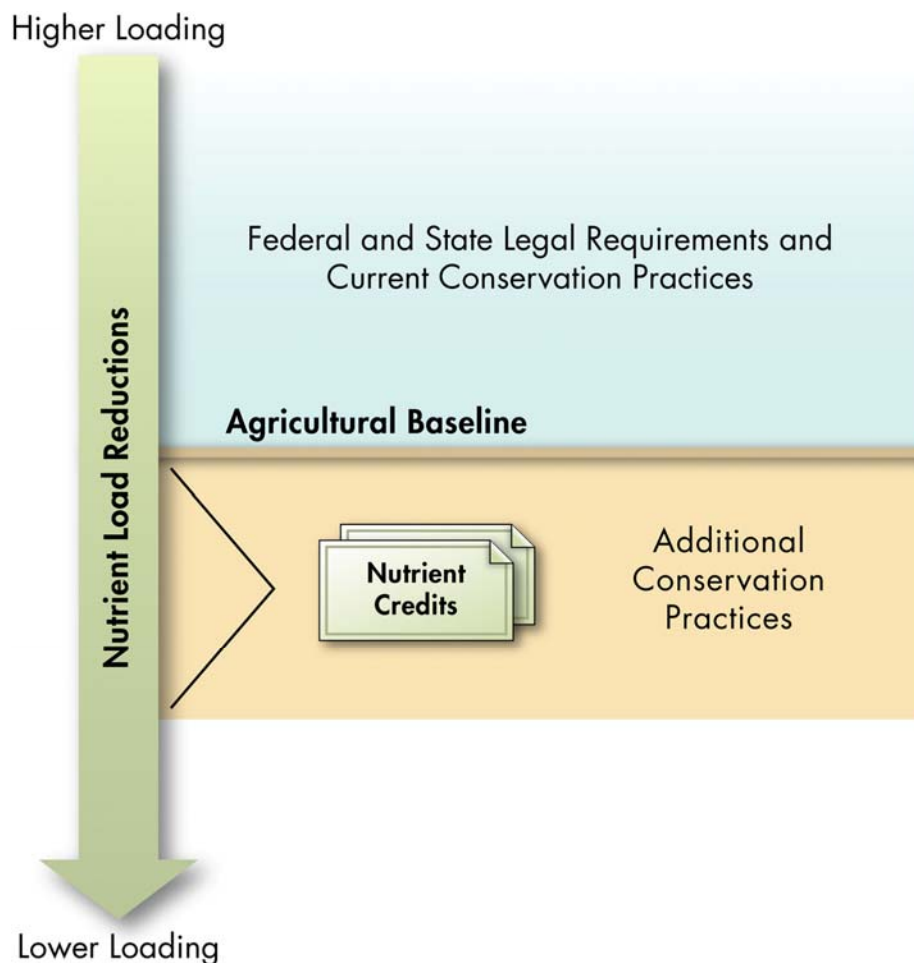 Higher Loading
Federal and State Legal Requirements and
Current Conservation Practices
Agricultural Baseline
Nutrient Load Reductions
Nutrient
Credits
Additional
Conservation
Practices
Lower Loading